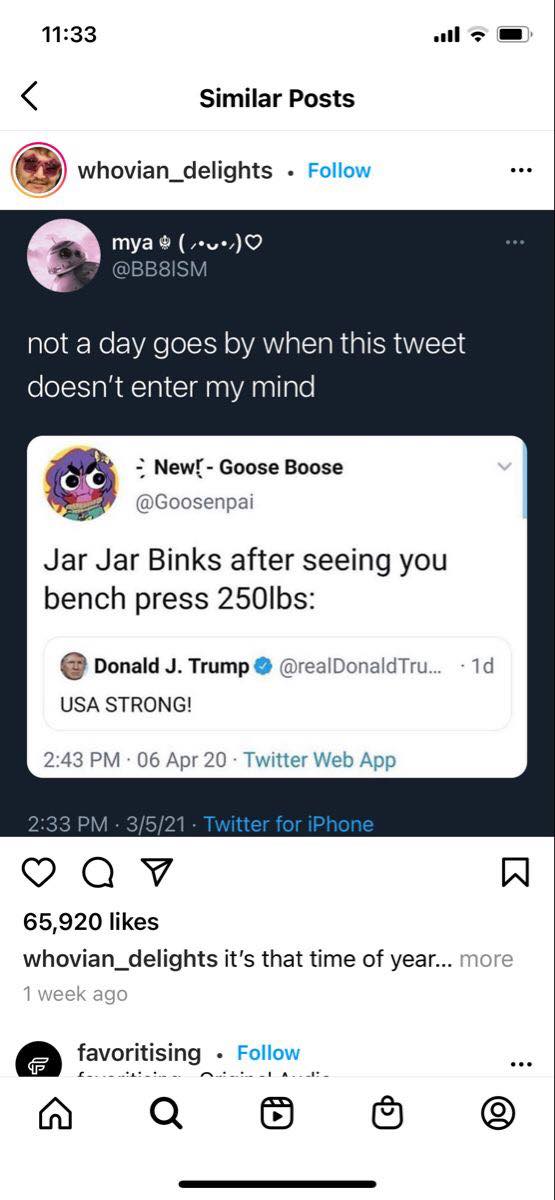 11:33
Similar Posts
whovian_delights • Follow
mya
@BB8ISM
not a day goes by when this tweet
doesn’t enter my mind
New! - Goose Boose
@Goosenpai
Jar Jar Binks after seeing you
bench press 250lbs:
Donald J. Trump @realDonaldTru... · 1d
USA STRONG!
2:43 PM · 06 Apr 20 · Twitter Web App
2:33 PM · 3/5/21 · Twitter for iPhone
65,920 likes
whovian_delights it’s that time of year... more
1 week ago
favoritising • Follow
favoritising · Original Audio